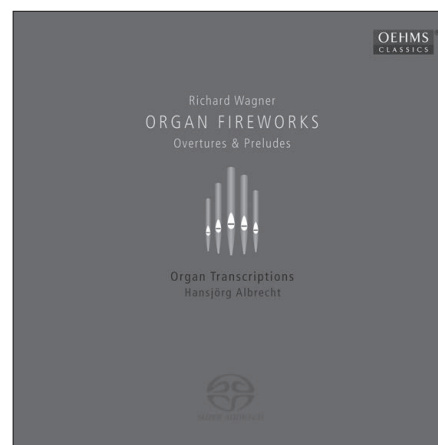 OEHMS
CLASSICS
Richard Wagner
ORGAN FIREWORKS
Overtures & Preludes
Organ Transcriptions
Hansjörg Albrecht